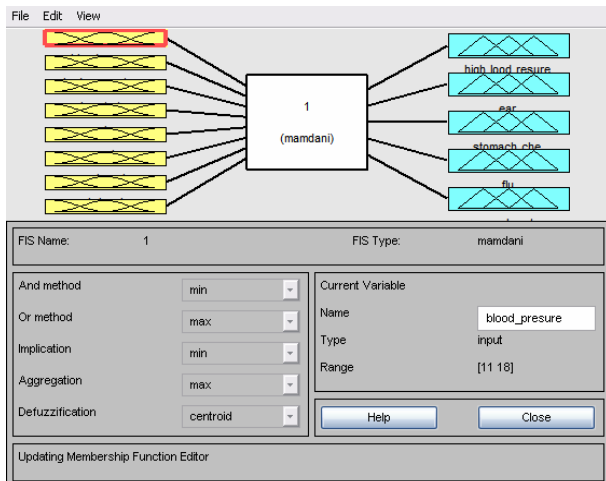 File Edit View
1
(mamdani)
high lood resure
ear
stomach che
flu
FIS Name: 1 FIS Type: mamdani
And method min
Or method max
Implication min
Aggregation max
Defuzzification centroid
Current Variable
Name blood_presure
Type input
Range [11 18]
Help Close
Updating Membership Function Editor